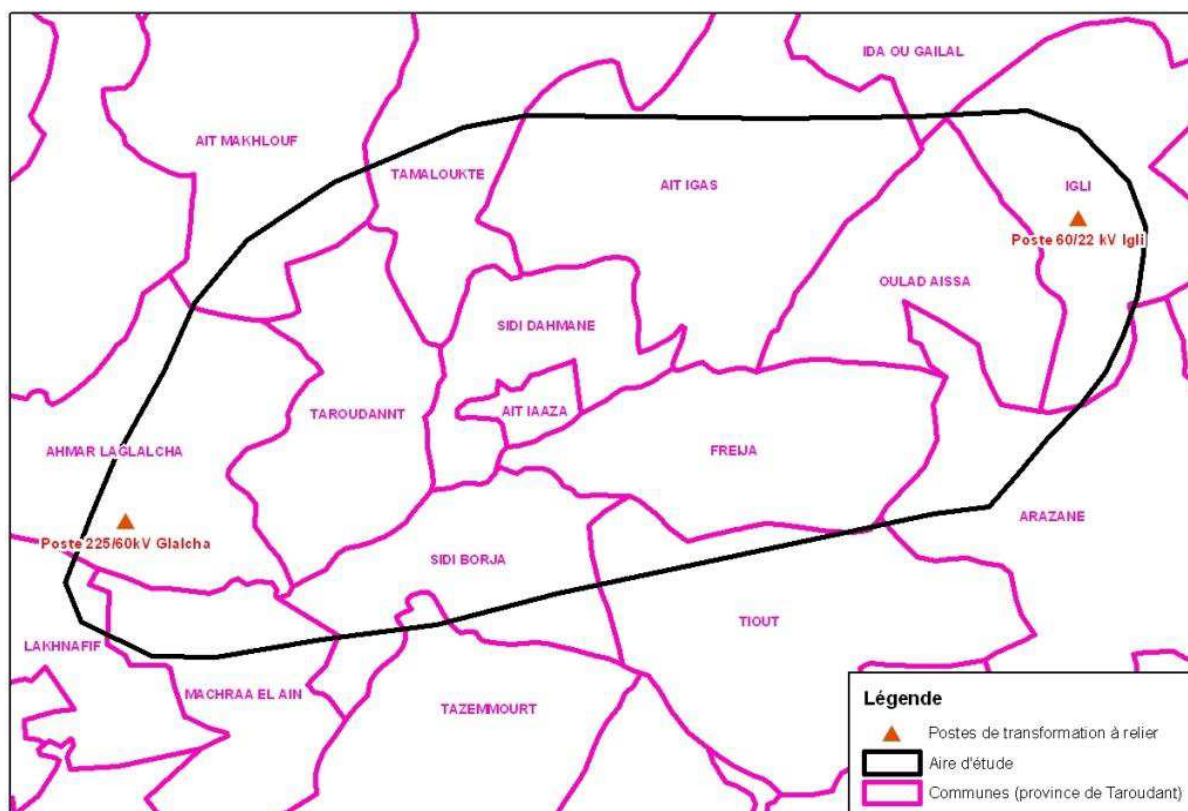 IDA OU GAILAL
AIT MAKHLOUF
TAMALOUKTE
AIT IGAS
IGLI
Poste 60/22 kV Igli
OULAD AISSA
SIDI DAHMANE
TAROUDANNT
AIT IAAZA
AHMAR LAGLALCHA
FREIJA
ARAZANE
Poste 225/60kV Glalcha
SIDI BORJA
TIOUT
LAKHNAFIF
MACHRAA EL AIN
TAZEMMOURT
Légende
Postes de transformation à relier
Aire d'étude
Communes (province de Taroudant)